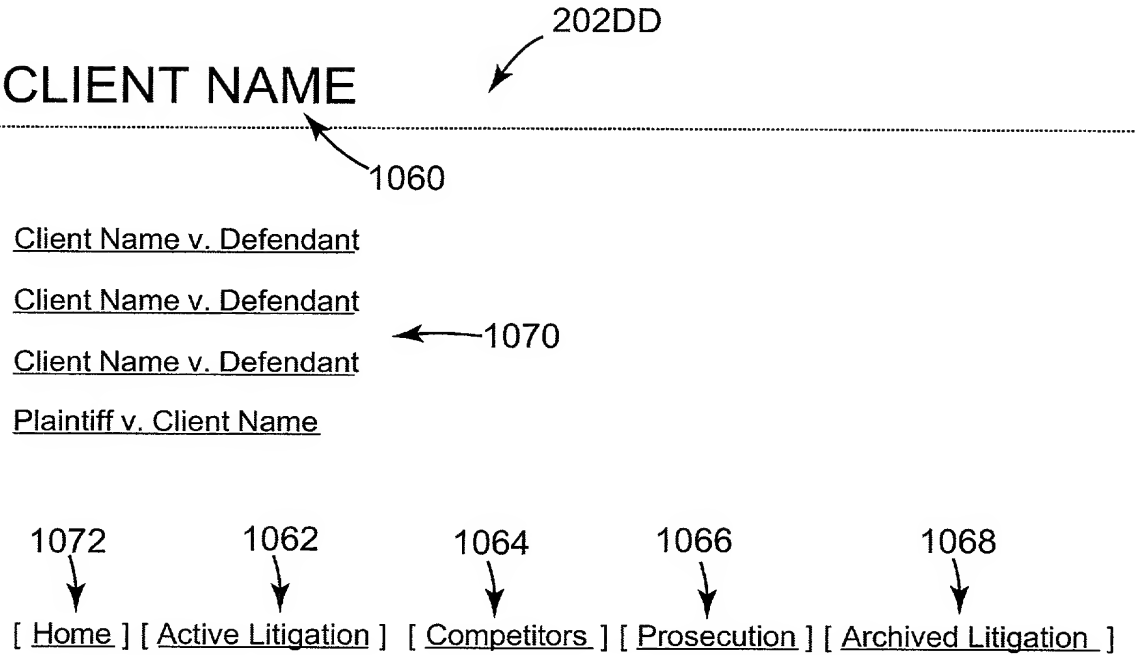 202DD
CLIENT NAME
1060
Client Name v. Defendant
Client Name v. Defendant
1070
Client Name v. Defendant
Plaintiff v. Client Name
1072 1062 1064 1066 1068
[ Home ] [ Active Litigation ] [ Competitors ] [ Prosecution ] [ Archived Litigation ]